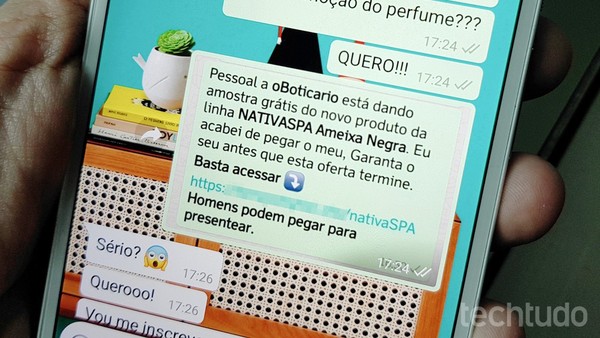 moção do perfume???
17:24
QUERO!!!
17:24
Pessoal a oBoticario está dando
amostra grátis do novo produto da
linha NATIVASPA Ameixa Negra. Eu
acabei de pegar o meu, Garanta o
seu antes que esta oferta termine.
Basta acessar
https:
/nativaSPA
Homens podem pegar para
presentear.
17:24
Sério?
17:26
Querooo!
17:26
Vou me inscrev
techtudo